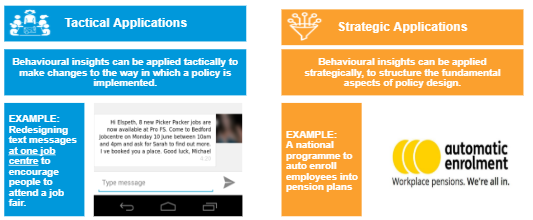 Tactical Applications
Behavioural insights can be applied tactically to
make changes to the way in which a policy is
implemented.
EXAMPLE:
Redesigning
text messages
at one job
centre to
encourage
people to
attend a job
fair.
Hi Elspeth, 8 new Picker Packer jobs are
now available at Pro FS. Come to Bedford
Jobcentre on Monday 10 June between 10am
and 4pm and ask for Sarah to find out more.
I've booked you a place. Good luck, Michael
4:23
Type message
Strategic Applications
Behavioural insights can be applied
strategically, to structure the fundamental
aspects of policy design.
EXAMPLE:
A national
programme to
auto enroll
employees into
pension plans
automatic
enrolment
Workplace pensions. We're all in.